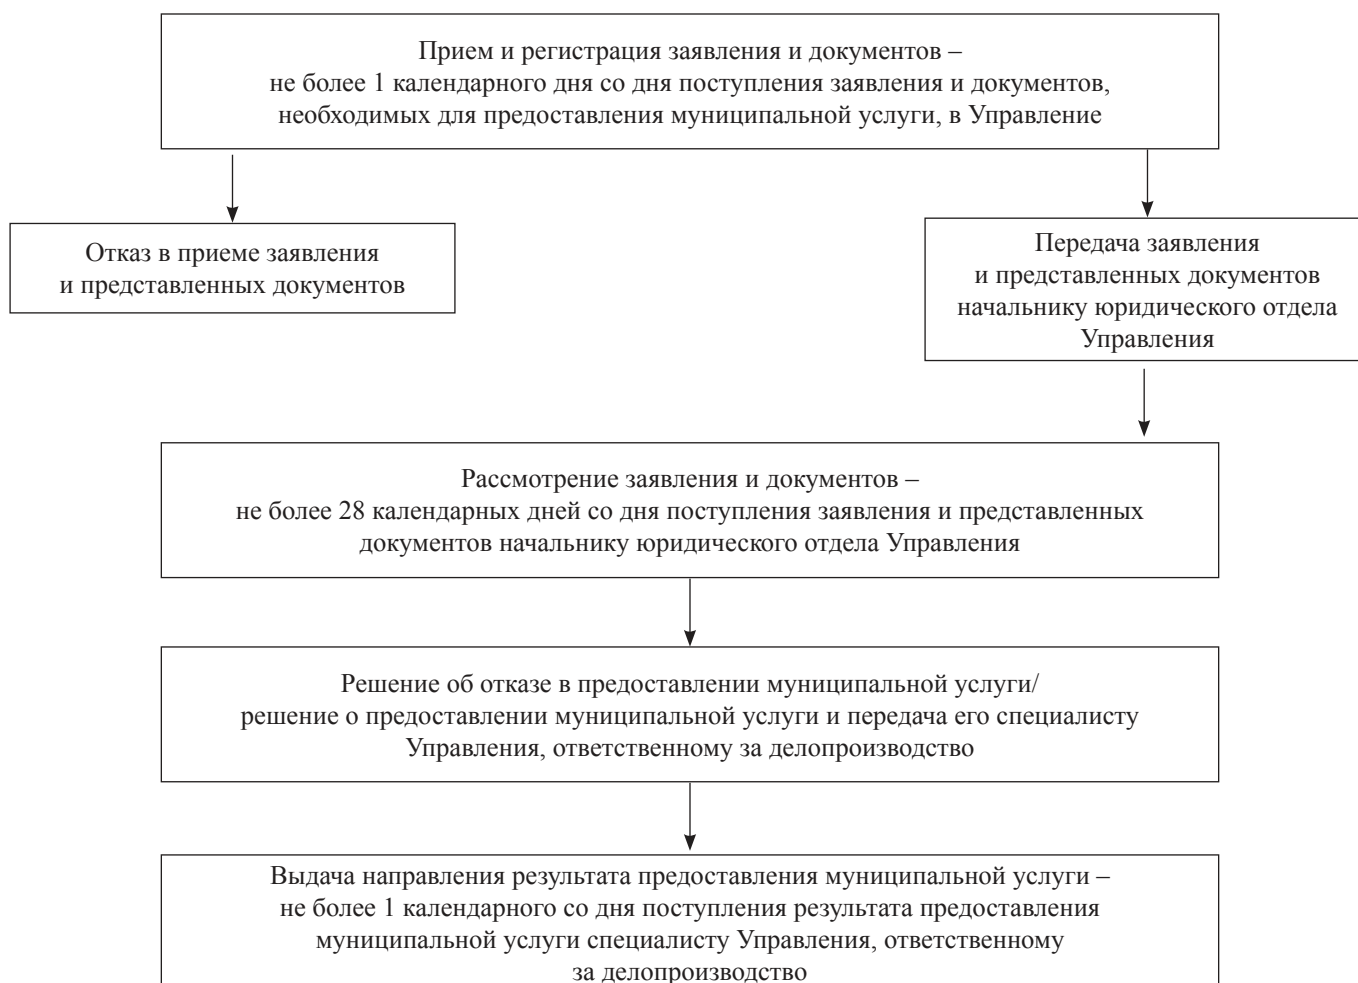 Прием и регистрация заявления и документов –
не более 1 календарного дня со дня поступления заявления и документов,
необходимых для предоставления муниципальной услуги, в Управление
Отказ в приеме заявления
и представленных документов
Передача заявления
и представленных документов
начальнику юридического отдела
Управления
Рассмотрение заявления и документов –
не более 28 календарных дней со дня поступления заявления и представленных
документов начальнику юридического отдела Управления
Решение об отказе в предоставлении муниципальной услуги/
решение о предоставлении муниципальной услуги и передача его специалисту
Управления, ответственному за делопроизводство
Выдача направления результата предоставления муниципальной услуги –
не более 1 календарного со дня поступления результата предоставления
муниципальной услуги специалисту Управления, ответственному
за делопроизводство